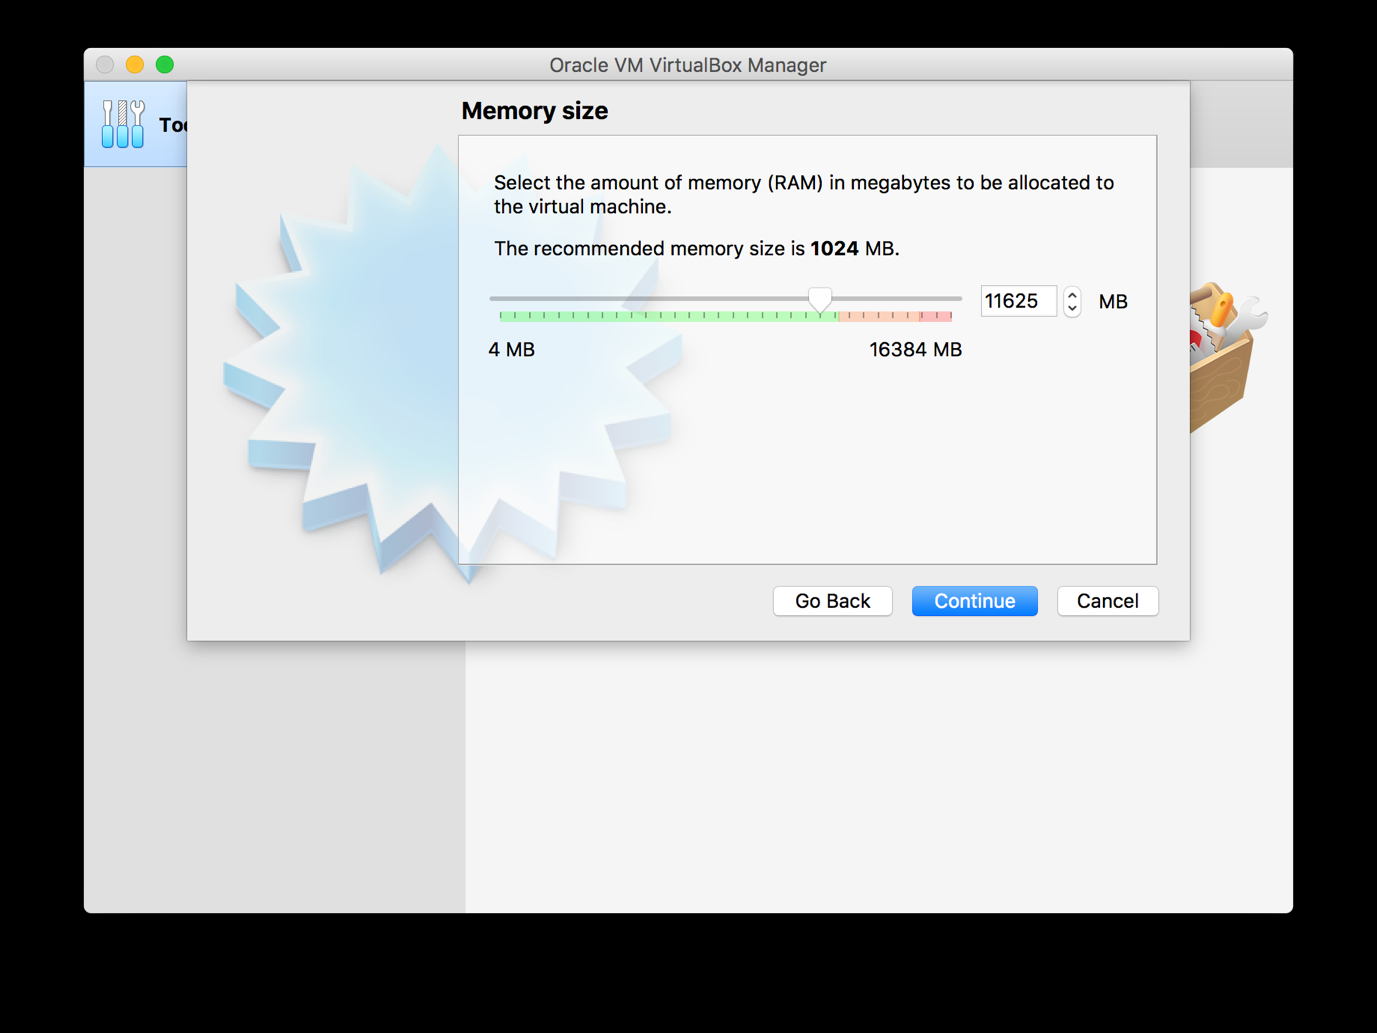 Oracle VM VirtualBox Manager
Memory size
Select the amount of memory (RAM) in megabytes to be allocated to
the virtual machine.
The recommended memory size is 1024 MB.
11625 MB
4 MB 16384 MB
Go Back Continue Cancel